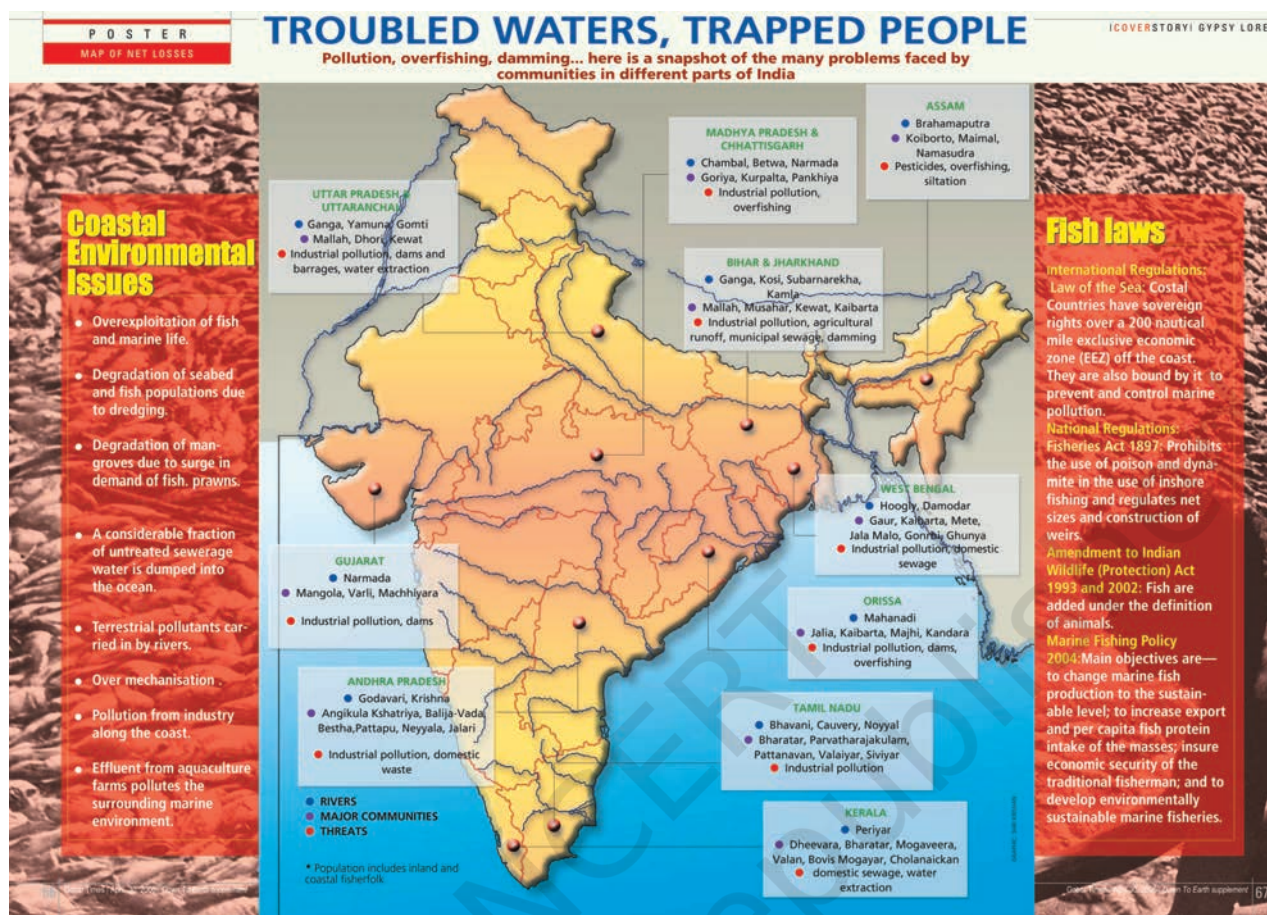 POSTER
MAP OF NET LOSSES
TROUBLED WATERS, TRAPPED PEOPLE
|COVERSTORY| GYPSY LORE
Pollution, overfishing, damming... here is a snapshot of the many problems faced by
communities in different parts of India
Coastal
Environmental
Issues
• Overexploitation of fish
and marine life.
• Degradation of seabed
and fish populations due
to dredging.
• Degradation of man-
groves due to surge in
demand of fish. prawns.
• A considerable fraction
of untreated sewerage
water is dumped into
the ocean.
• Terrestrial pollutants car-
ried in by rivers.
• Over mechanisation .
• Pollution from industry
along the coast.
• Effluent from aquaculture
farms pollutes the
surrounding marine
environment.
UTTAR PRADESH &
UTTARANCHAL
● Ganga, Yamuna, Gomti
● Mallah, Dhori, Kewat
● Industrial pollution, dams and
barrages, water extraction
MADHYA PRADESH &
CHHATTISGARH
● Chambal, Betwa, Narmada
● Goriya, Kurpalta, Pankhiya
● Industrial pollution,
overfishing
ASSAM
● Brahamaputra
● Koiborto, Maimal,
Namasudra
● Pesticides, overfishing,
siltation
BIHAR & JHARKHAND
● Ganga, Kosi, Subarnarekha,
Kamla
● Mallah, Musahar, Kewat, Kaibarta
● Industrial pollution, agricultural
runoff, municipal sewage, damming
WEST BENGAL
● Hoogly, Damodar
● Gaur, Kaibarta, Mete,
Jala Malo, Gonrhi, Ghunya
● Industrial pollution, domestic
sewage
GUJARAT
● Narmada
● Mangola, Varli, Machhiyara
● Industrial pollution, dams
ORISSA
● Mahanadi
● Jalia, Kaibarta, Majhi, Kandara
● Industrial pollution, dams,
overfishing
ANDHRA PRADESH
● Godavari, Krishna
● Angikula Kshatriya, Balija-Vada,
Bestha,Pattapu, Neyyala, Jalari
● Industrial pollution, domestic
waste
TAMIL NADU
● Bhavani, Cauvery, Noyyal
● Bharatar, Parvatharajakulam,
Pattanavan, Valaiyar, Siviyar
● Industrial pollution
KERALA
● Periyar
● Dheevara, Bharatar, Mogaveera,
Valan, Bovis Mogayar, Cholanaickan
● domestic sewage, water
extraction
● RIVERS
● MAJOR COMMUNITIES
● THREATS
* Population includes inland and
coastal fisherfolk
Fish laws
International Regulations:
Law of the Sea: Costal
Countries have sovereign
rights over a 200 nautical
mile exclusive economic
zone (EEZ) off the coast.
They are also bound by it to
prevent and control marine
pollution.
National Regulations:
Fisheries Act 1897: Prohibits
the use of poison and dyna-
mite in the use of inshore
fishing and regulates net
sizes and construction of
weirs.
Amendment to Indian
Wildlife (Protection) Act
1993 and 2002: Fish are
added under the definition
of animals.
Marine Fishing Policy
2004:Main objectives are—
to change marine fish
production to the sustain-
able level; to increase export
and per capita fish protein
intake of the masses; insure
economic security of the
traditional fisherman; and to
develop environmentally
sustainable marine fisheries.
Down To Earth supplement 67